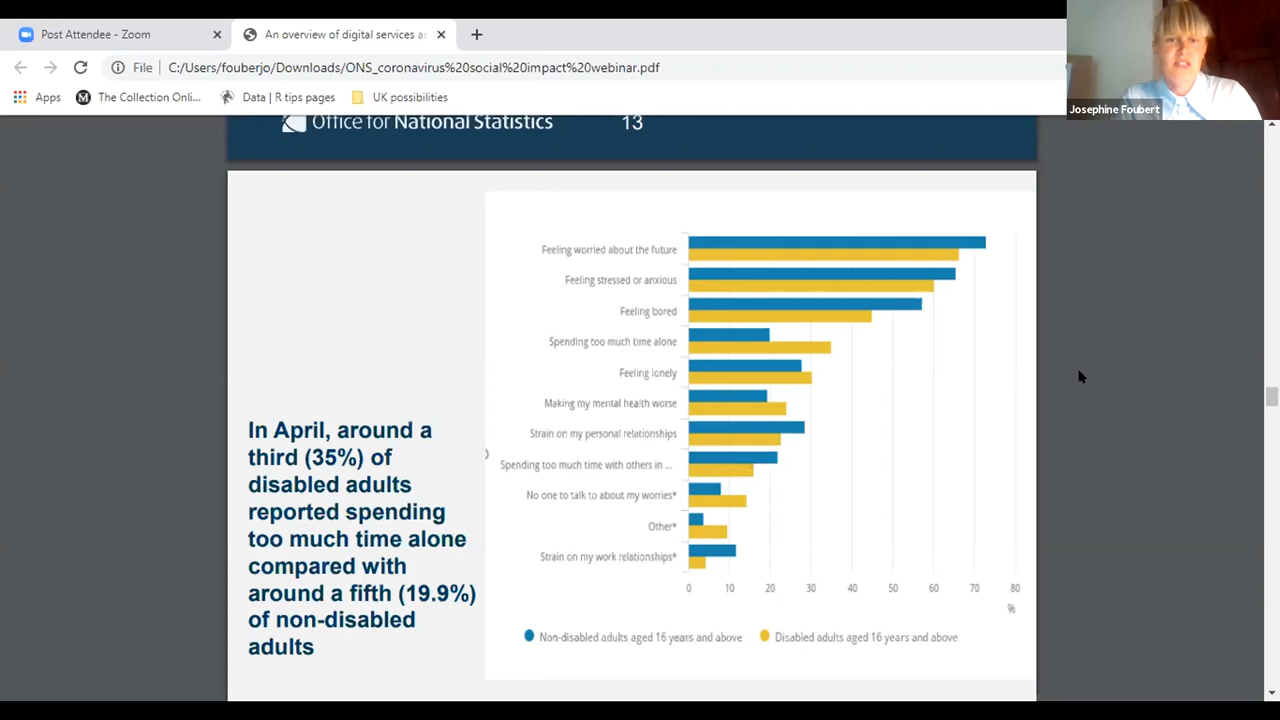 Post Attendee - Zoom
An overview of digital services ar
File
C:/Users/fouberjo/Downloads/ONS_coronavirus%20social%20impact%20webinar.pdf
Apps
The Collection Onli...
Data | R tips pages
UK possibilities
Josephine Foubert
Office for National Statistics
13
Feeling worried about the future
Feeling stressed or anxious
Feeling bored
Spending too much time alone
Feeling lonely
Making my mental health worse
Strain on my personal relationships
Spending too much time with others in ...
No one to talk to about my worries*
Other*
Strain on my work relationships*
0 10 20 30 40 50 60 70 80
%
Non-disabled adults aged 16 years and above
Disabled adults aged 16 years and above
In April, around a
third (35%) of
disabled adults
reported spending
too much time alone
compared with
around a fifth (19.9%)
of non-disabled
adults